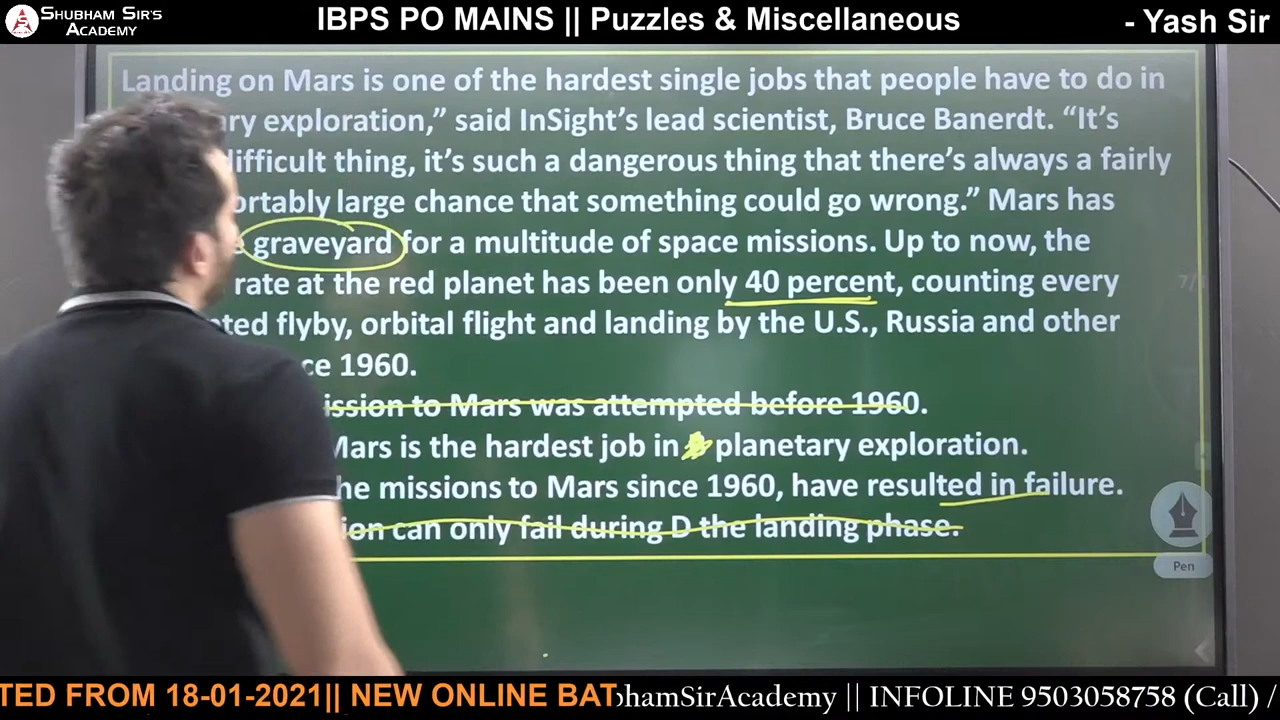 SHUBHAM SIR'S
ACADEMY
IBPS PO MAINS || Puzzles & Miscellaneous
- Yash Sir
Landing on Mars is one of the hardest single jobs that people have to do in
ary exploration,” said InSight’s lead scientist, Bruce Banerdt. “It’s
difficult thing, it’s such a dangerous thing that there’s always a fairly
ortably large chance that something could go wrong.” Mars has
graveyard for a multitude of space missions. Up to now, the
rate at the red planet has been only 40 percent, counting every
ted flyby, orbital flight and landing by the U.S., Russia and other
ce 1960.
ission to Mars was attempted before 1960.
Mars is the hardest job in planetary exploration.
he missions to Mars since 1960, have resulted in failure.
ion can only fail during D the landing phase.
7/
Pen
TED FROM 18-01-2021|| NEW ONLINE BAT
bhamSirAcademy || INFOLINE 9503058758 (Call) /